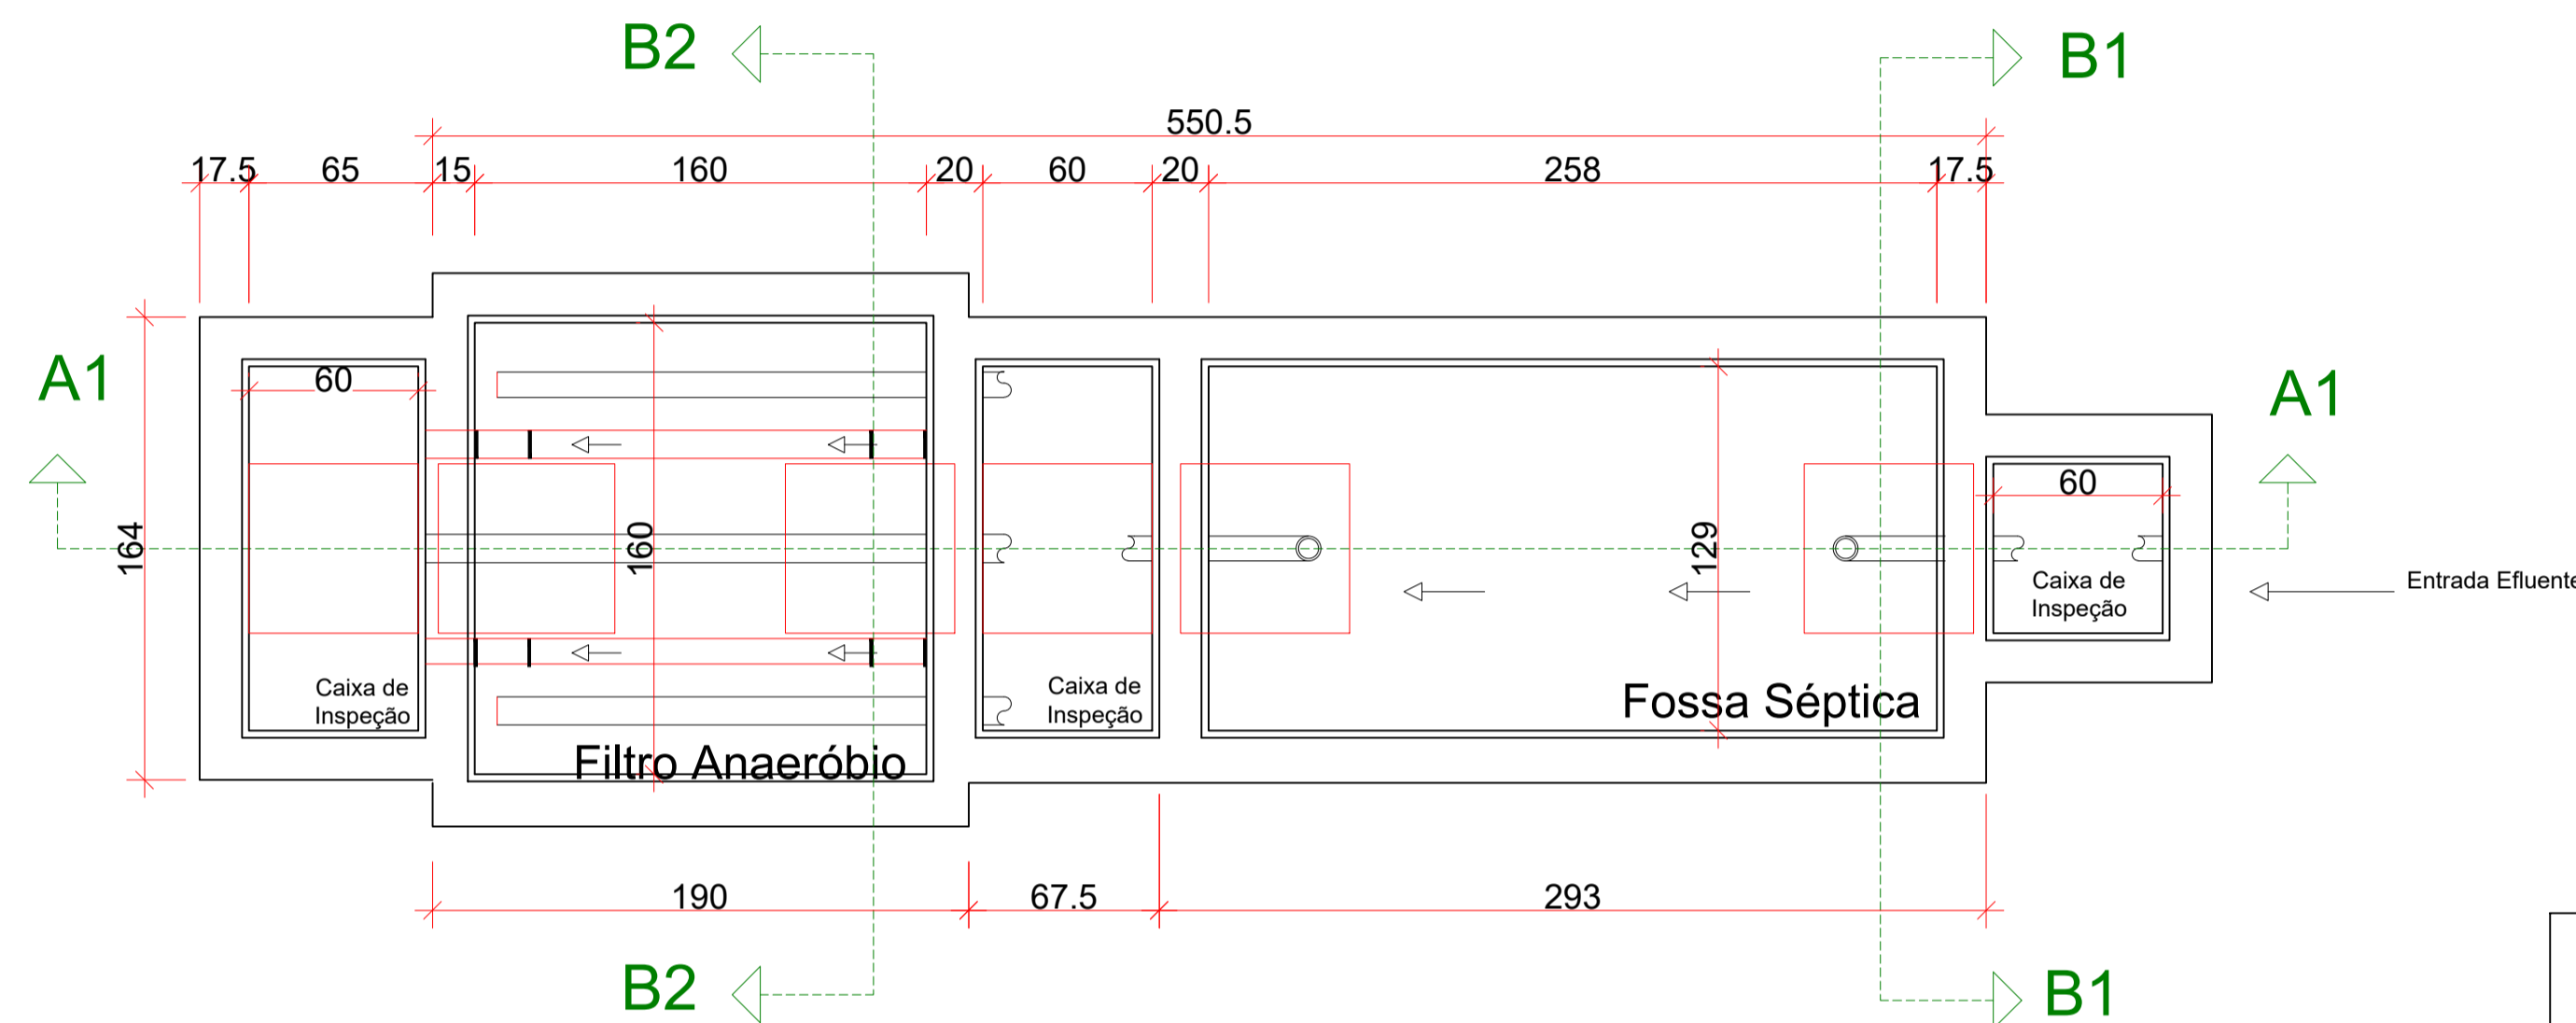 B2
B1
550.5
17.5
65
15
160
20
60
20
258
17.5
A1
60
A1
60
164
160
129
Caixa de
Inspeção
Entrada Efluente
Caixa de
Inspeção
Caixa de
Inspeção
Fossa Séptica
Filtro Anaeróbio
190
67.5
293
B2
B1